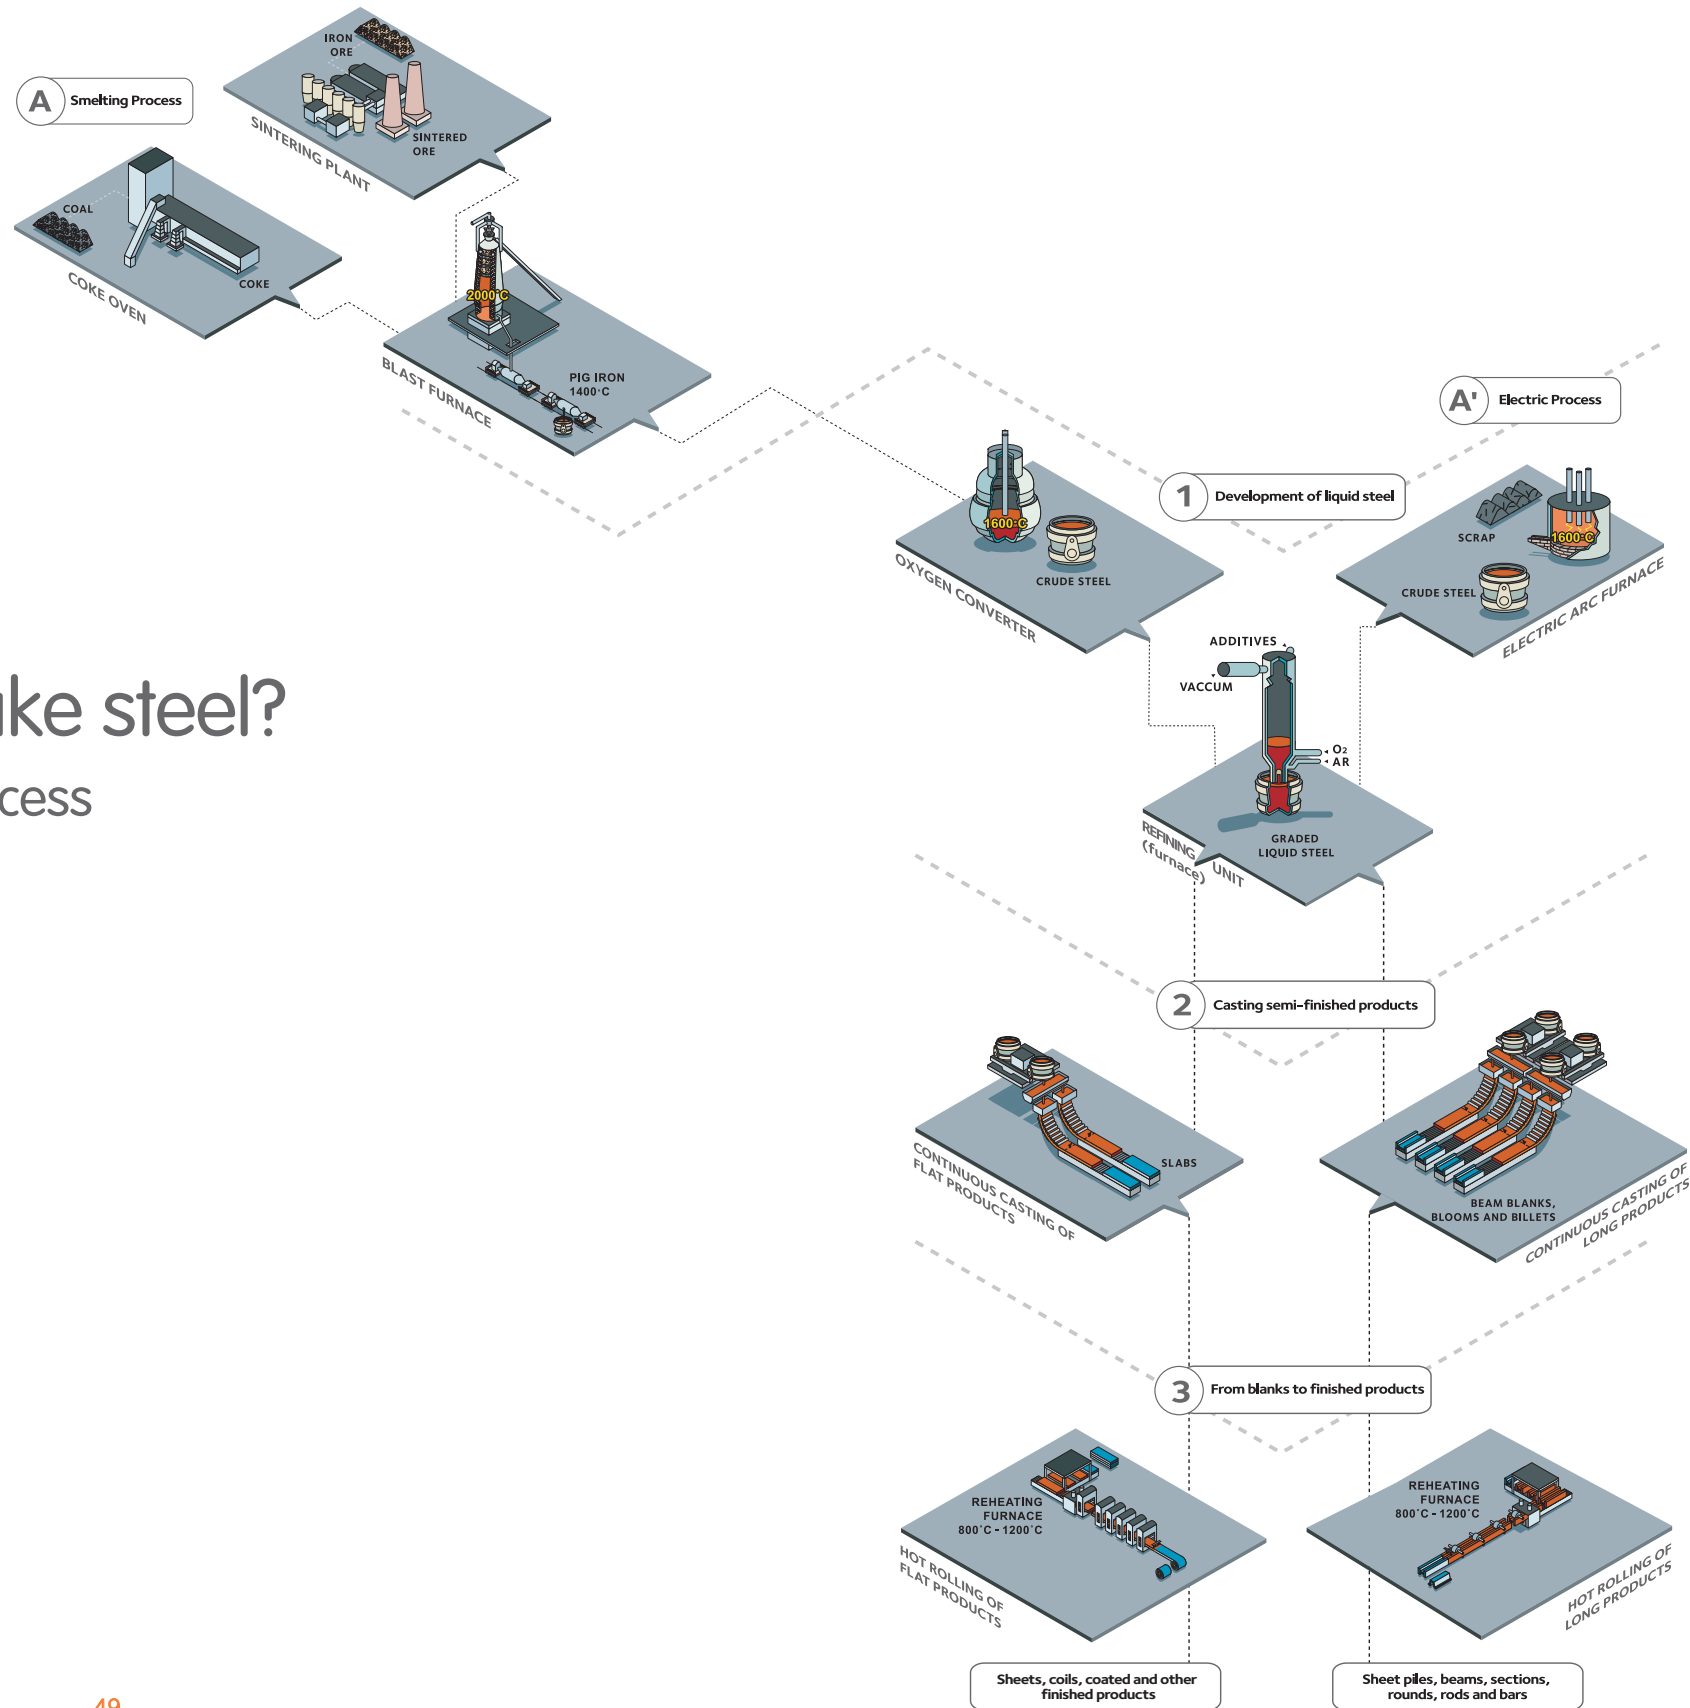 A
Smelting Process
IRON
ORE
SINTERED
ORE
SINTERING PLANT
COAL
COKE
COKE OVEN
2000°C
PIG IRON
1400°C
BLAST FURNACE
A'
Electric Process
1
Development of liquid steel
1600°C
CRUDE STEEL
OXYGEN CONVERTER
SCRAP
1600°C
CRUDE STEEL
ELECTRIC ARC FURNACE
ADDITIVES
VACCUM
O2
AR
GRADED
LIQUID STEEL
REFINING UNIT
(furnace)
ke steel?
cess
2
Casting semi-finished products
SLABS
CONTINUOUS CASTING OF
FLAT PRODUCTS
BEAM BLANKS,
BLOOMS AND BILLETS
CONTINUOUS CASTING OF
LONG PRODUCTS
3
From blanks to finished products
REHEATING
FURNACE
800°C - 1200°C
HOT ROLLING OF
FLAT PRODUCTS
REHEATING
FURNACE
800°C - 1200°C
HOT ROLLING OF
LONG PRODUCTS
Sheets, coils, coated and other
finished products
Sheet piles, beams, sections,
rounds, rods and bars
49